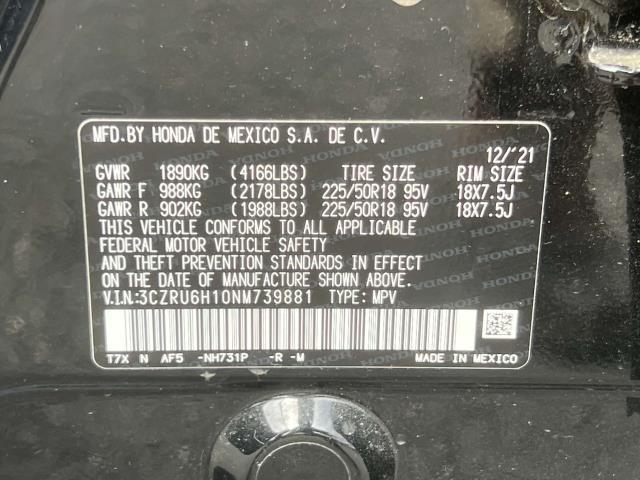 MFD.BY HONDA DE MEXICO S.A. DE C.V.
12/'21
GVWR 1890KG (4166LBS) TIRE SIZE RIM SIZE
GAWR F 988KG (2178LBS) 225/50R18 95V 18X7.5J
GAWR R 902KG (1988LBS) 225/50R18 95V 18X7.5J
THIS VEHICLE CONFORMS TO ALL APPLICABLE
FEDERAL MOTOR VEHICLE SAFETY
AND THEFT PREVENTION STANDARDS IN EFFECT
ON THE DATE OF MANUFACTURE SHOWN ABOVE.
V.I.N:3CZRU6H10NM739881 TYPE: MPV
T7X N AF5 -NH731P -R -M MADE IN MEXICO